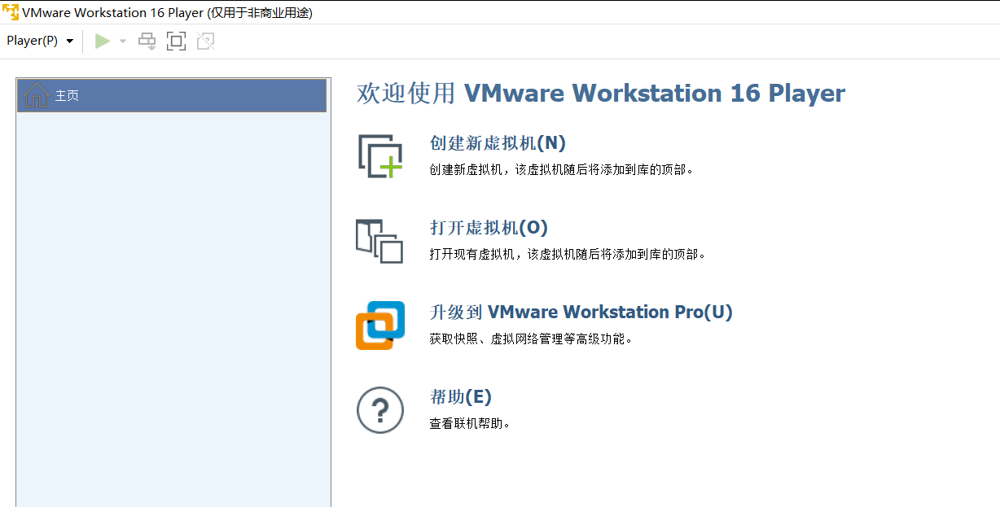 VMware Workstation 16 Player (仅用于非商业用途)
Player(P)
主页
欢迎使用 VMware Workstation 16 Player
创建新虚拟机(N)
创建新虚拟机，该虚拟机随后将添加到库的顶部。
打开虚拟机(O)
打开现有虚拟机，该虚拟机随后将添加到库的顶部。
升级到 VMware Workstation Pro(U)
获取快照、虚拟网络管理等高级功能。
帮助(E)
查看联机帮助。